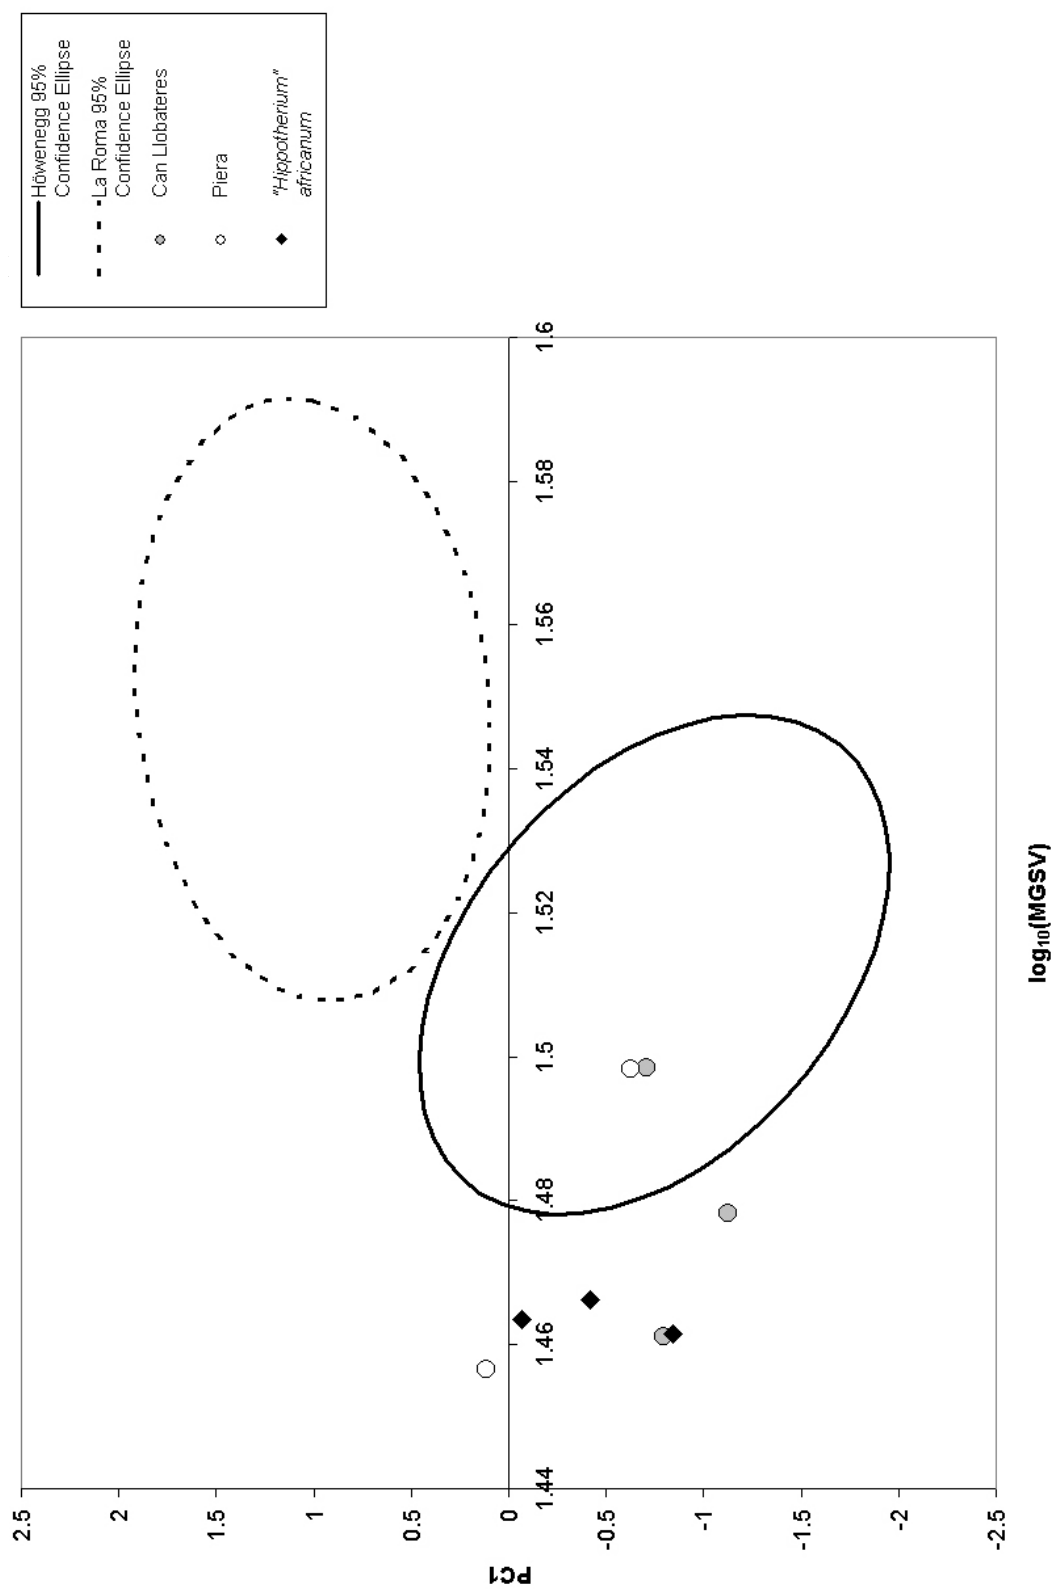 Höwenegg 95%
Confidence Ellipse
La Roma 95%
Confidence Ellipse
Can Llobateres
Piera
"Hippotherium"
africanum
2.5
2
1.5
1
0.5
0
-0.5
-1
-1.5
-2
-2.5
PC1
1.44
1.46
1.48
1.5
1.52
1.54
1.56
1.58
1.6
log₁₀(MGSV)